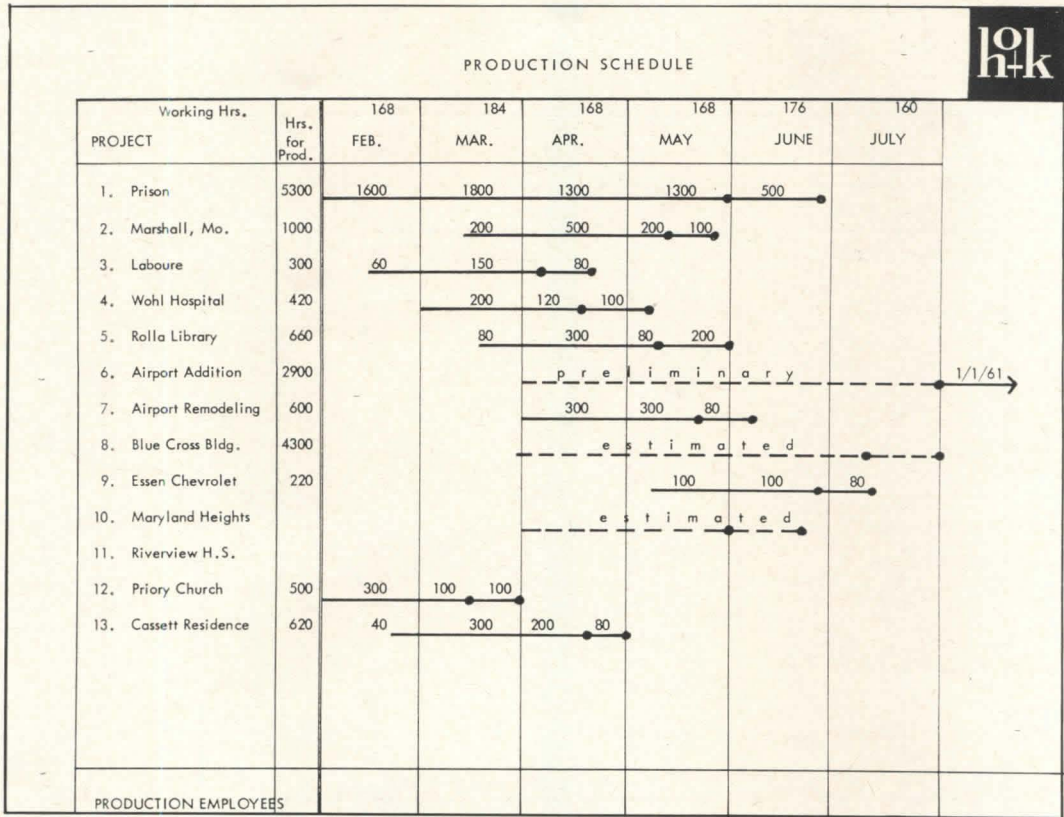 ho+k
PRODUCTION SCHEDULE
Working Hrs. 168 184 168 168 176 160
PROJECT Hrs. for Prod. FEB. MAR. APR. MAY JUNE JULY
1. Prison 5300 1600 1800 1300 1300 500
2. Marshall, Mo. 1000 200 500 200 100
3. Laboure 300 60 150 80
4. Wohl Hospital 420 200 120 100
5. Rolla Library 660 80 300 80 200
6. Airport Addition 2900 preliminary 1/1/61
7. Airport Remodeling 600 300 300 80
8. Blue Cross Bldg. 4300 estimated
9. Essen Chevrolet 220 100 100 80
10. Maryland Heights estimated
11. Riverview H.S.
12. Priory Church 500 300 100 100
13. Cassett Residence 620 40 300 200 80
PRODUCTION EMPLOYEES